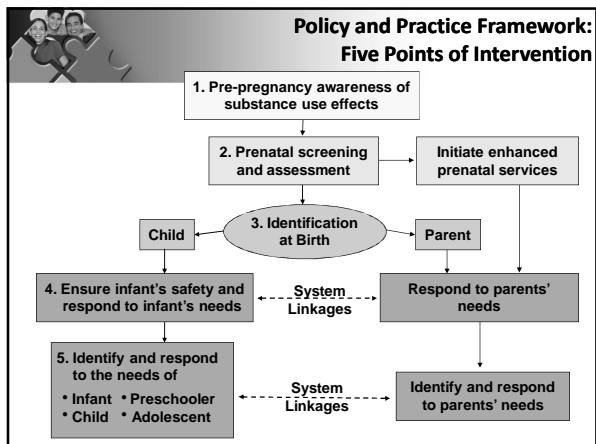 Policy and Practice Framework:
Five Points of Intervention
1. Pre-pregnancy awareness of
substance use effects
2. Prenatal screening
and assessment
Initiate enhanced
prenatal services
3. Identification
at Birth
Child
Parent
4. Ensure infant's safety and
respond to infant's needs
System
Linkages
Respond to parents'
needs
5. Identify and respond
to the needs of
• Infant • Preschooler
• Child • Adolescent
System
Linkages
Identify and respond
to parents' needs